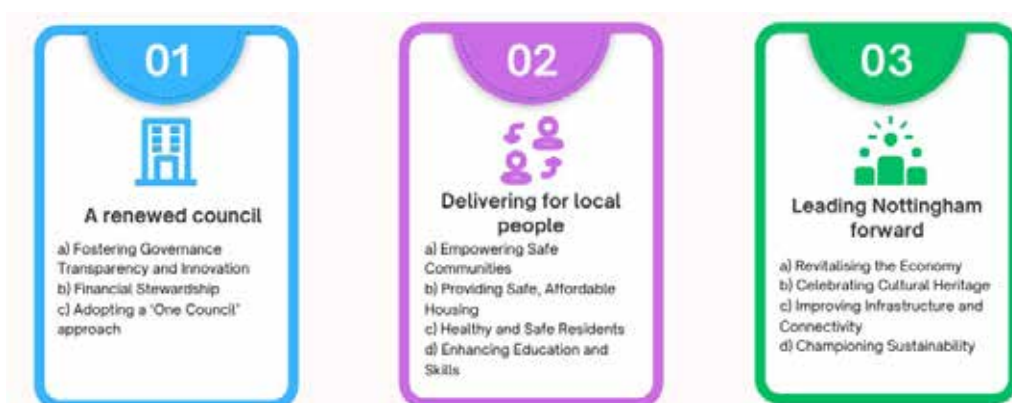 01
A renewed council
a) Fostering Governance
Transparency and Innovation
b) Financial Stewardship
c) Adopting a 'One Council'
approach
02
Delivering for local
people
a) Empowering Safe
Communities
b) Providing Safe, Affordable
Housing
c) Healthy and Safe Residents
d) Enhancing Education and
Skills
03
Leading Nottingham
forward
a) Revitalising the Economy
b) Celebrating Cultural Heritage
c) Improving Infrastructure and
Connectivity
d) Championing Sustainability